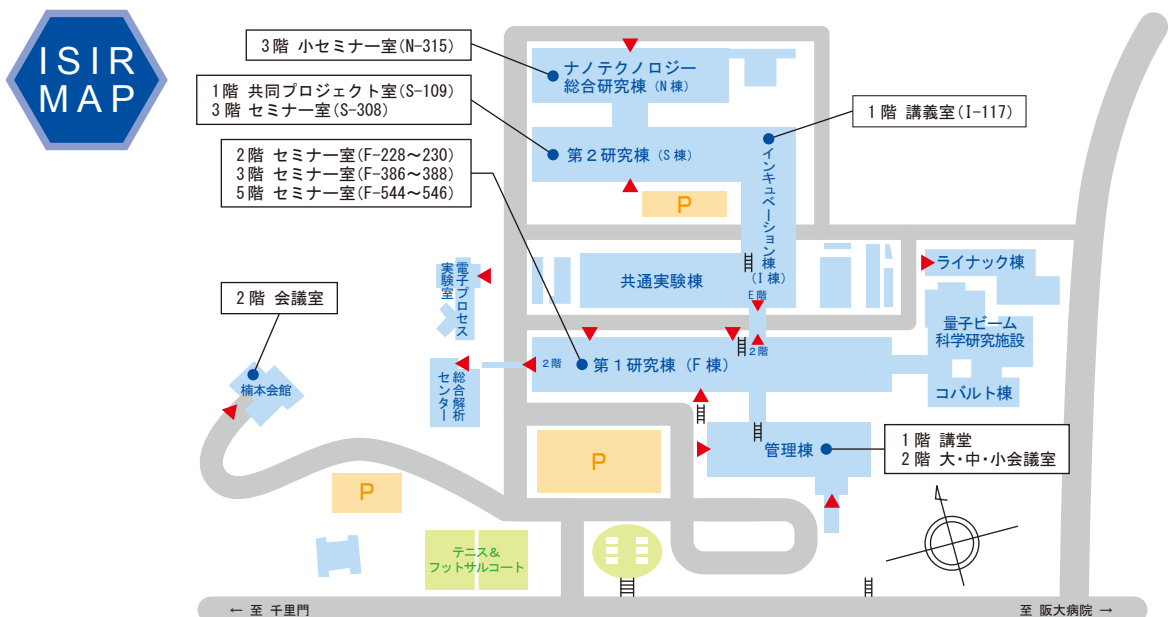 ISIR
MAP
3階 小セミナー室(N-315)
1階 共同プロジェクト室(S-109)
3階 セミナー室(S-308)
2階 セミナー室(F-228～230)
3階 セミナー室(F-386～388)
5階 セミナー室(F-544～546)
2階 会議室
1階 講義室(I-117)
1階 講堂
2階 大・中・小会議室
ナノテクノロジー
総合研究棟(N棟)
第2研究棟(S棟)
インキュベーション棟
(I棟)
P
共通実験棟
E階
2階
電子プロセス
実験室
ライナック棟
量子ビーム
科学研究施設
コバルト棟
2階
第1研究棟(F棟)
総合解析
センター
楠本会館
管理棟
P
P
テニス&
フットサルコート
← 至 千里門
至 阪大病院 →